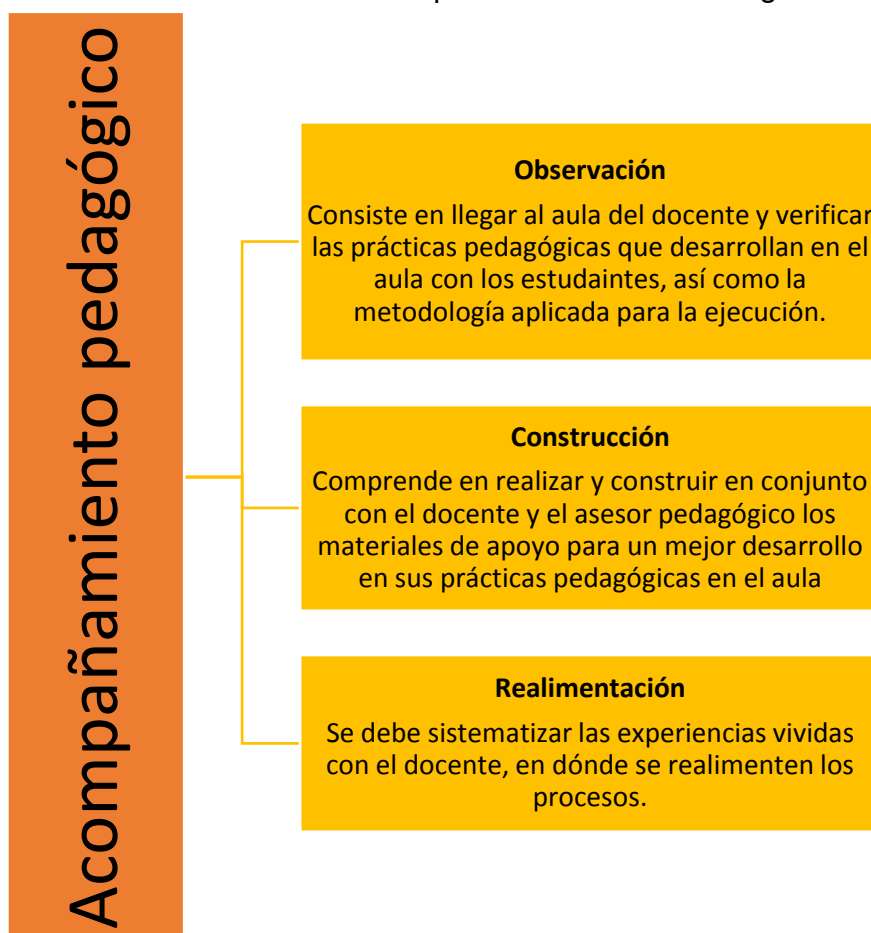 Acompañamiento pedagógico
Observación
Consiste en llegar al aula del docente y verificar
las prácticas pedagógicas que desarrollan en el
aula con los estudaintes, así como la
metodología aplicada para la ejecución.
Construcción
Comprende en realizar y construir en conjunto
con el docente y el asesor pedagógico los
materiales de apoyo para un mejor desarrollo
en sus prácticas pedagógicas en el aula
Realimentación
Se debe sistematizar las experiencias vividas
con el docente, en dónde se realimenten los
procesos.